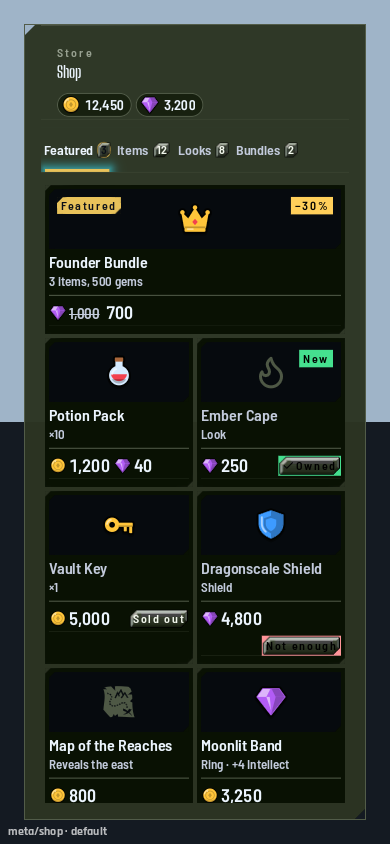 Store
Shop
12,450 3,200
Featured Items 12 Looks 8 Bundles 2
Featured −30%
Founder Bundle
3 items, 500 gems
1,000 700
New
Potion Pack
×10
1,200 40
Ember Cape
Look
250 ✓ Owned
Vault Key
×1
5,000 Sold out
Dragonscale Shield
Shield
4,800
Not enough
Map of the Reaches
Reveals the east
800
Moonlit Band
Ring · +4 Intellect
3,250
meta/shop · default